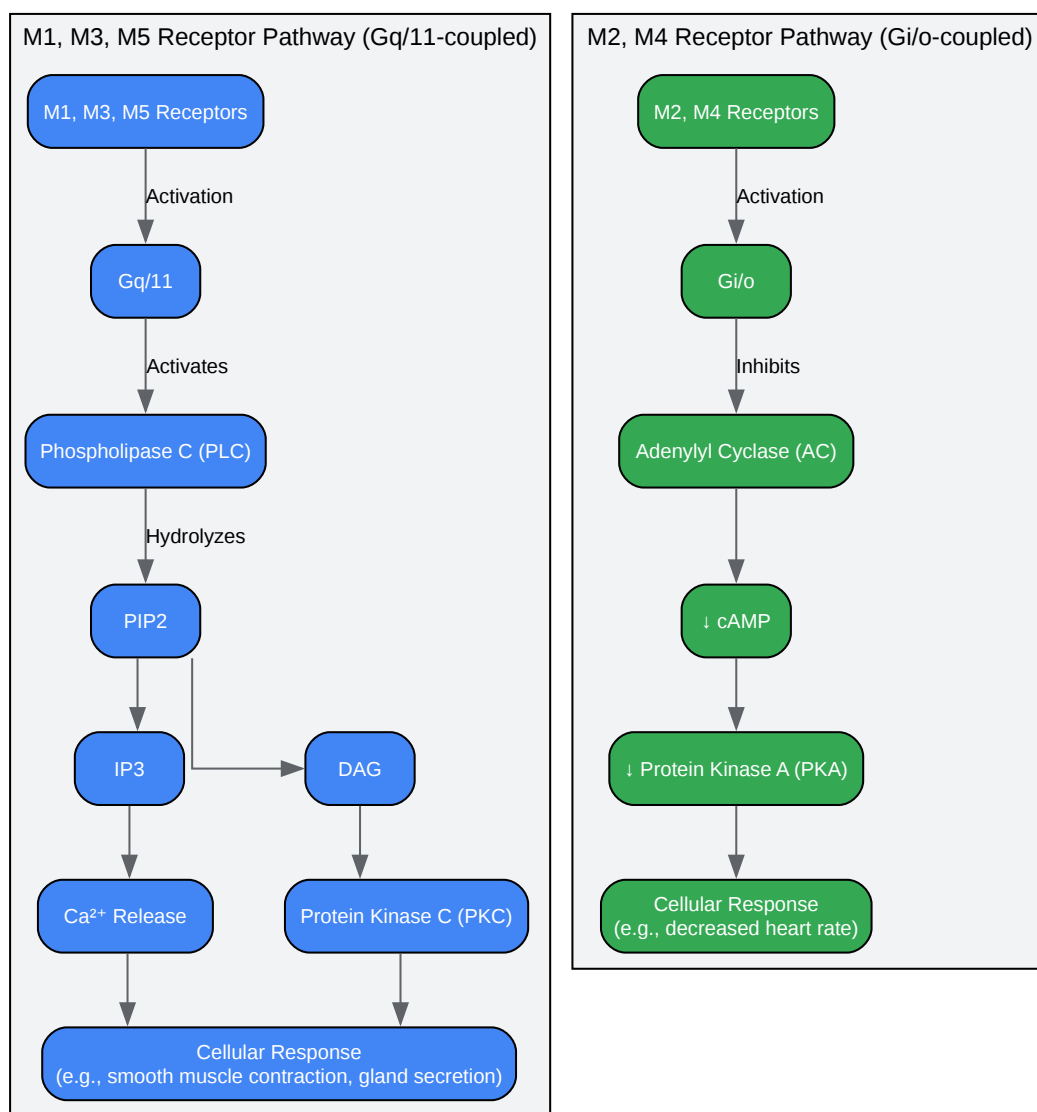 M1, M3, M5 Receptor Pathway (Gq/11-coupled)
M1, M3, M5 Receptors
Activation
Gq/11
Activates
Phospholipase C (PLC)
Hydrolyzes
PIP2
IP3
DAG
Ca²⁺ Release
Protein Kinase C (PKC)
Cellular Response
(e.g., smooth muscle contraction, gland secretion)
M2, M4 Receptor Pathway (Gi/o-coupled)
M2, M4 Receptors
Activation
Gi/o
Inhibits
Adenylyl Cyclase (AC)
↓ cAMP
↓ Protein Kinase A (PKA)
Cellular Response
(e.g., decreased heart rate)